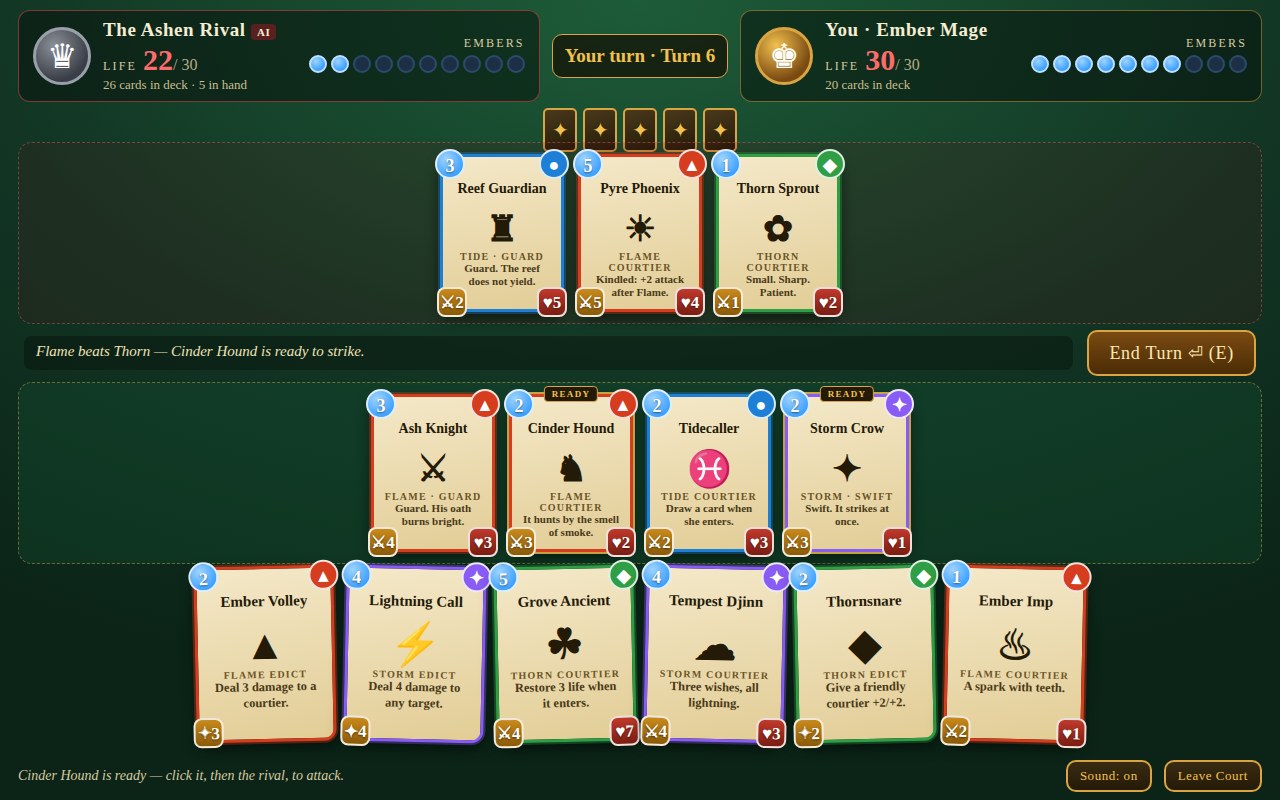 The Ashen Rival AI
LIFE 22/ 30
26 cards in deck · 5 in hand
EMBERS
Your turn · Turn 6
You · Ember Mage
LIFE 30/ 30
20 cards in deck
EMBERS
3
Reef Guardian
TIDE · GUARD
Guard. The reef
does not yield.
⚔2
♥5
5
Pyre Phoenix
FLAME
COURTIER
Kindled: +2 attack
after Flame.
⚔5
♥4
1
Thorn Sprout
THORN
COURTIER
Small. Sharp.
Patient.
⚔1
♥2
Flame beats Thorn — Cinder Hound is ready to strike.
End Turn ⏎ (E)
3
Ash Knight
FLAME · GUARD
Guard. His oath
burns bright.
⚔4
♥3
READY
2
Cinder Hound
FLAME
COURTIER
It hunts by the smell
of smoke.
⚔3
♥2
2
Tidecaller
TIDE COURTIER
Draw a card when
she enters.
⚔2
♥3
READY
2
Storm Crow
STORM · SWIFT
Swift. It strikes at
once.
⚔3
♥1
2
Ember Volley
FLAME EDICT
Deal 3 damage to a
courtier.
✦3
4
Lightning Call
STORM EDICT
Deal 4 damage to
any target.
✦4
5
Grove Ancient
THORN COURTIER
Restore 3 life when
it enters.
⚔4
♥7
4
Tempest Djinn
STORM COURTIER
Three wishes, all
lightning.
⚔4
♥3
2
Thornsnare
THORN EDICT
Give a friendly
courtier +2/+2.
✦2
1
Ember Imp
FLAME COURTIER
A spark with teeth.
⚔2
♥1
Cinder Hound is ready — click it, then the rival, to attack.
Sound: on
Leave Court